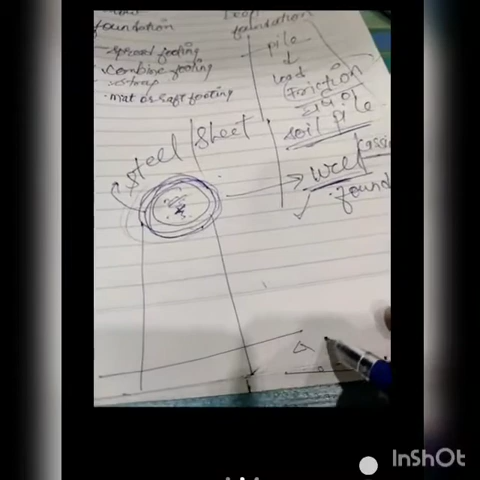 foundation
foundation
spread footing
combine footing
strap
mat or raft footing
pile
load
Friction
soil pile
steel sheet
well
found
InShOt